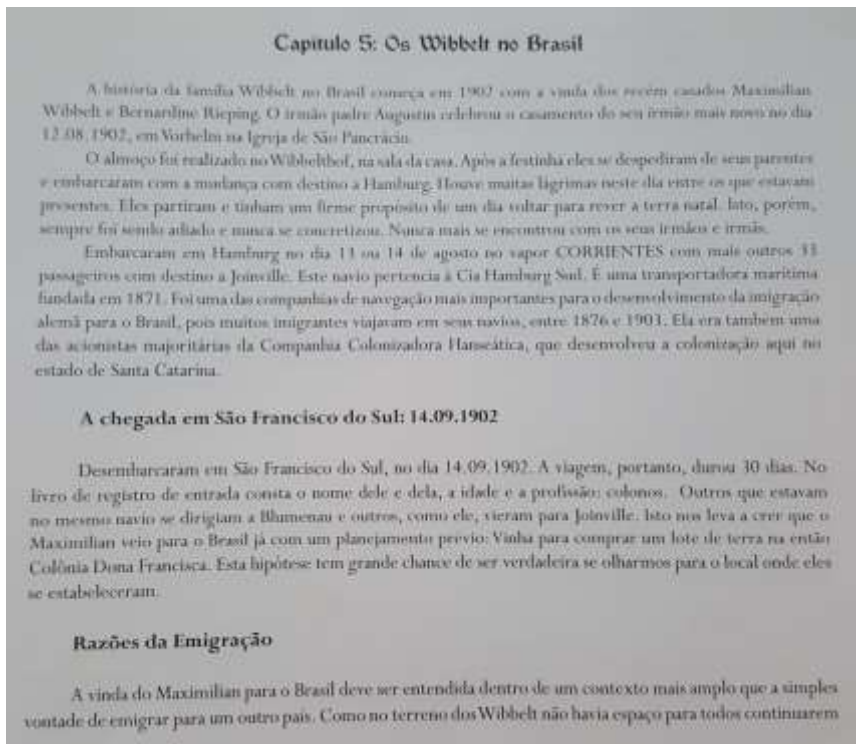 Capitulo 5: Os Wibbelt no Brasil
A história da família Wibbelt no Brasil começa em 1902 com a vinda dos recém casados Maximilian
Wibbelt e Bernardine Rieping. O irmão padre Augustin celebrou o casamento do seu irmão mais novo no dia
12.08.1902, em Vorhelm na Igreja de São Pancrácio.
O almoço foi realizado no Wibbelthof, na sala da casa. Após a festinha eles se despediram de seus parentes
e embarcaram com a mudança com destino a Hamburg. Houve muitas lágrimas neste dia entre os que estavam
presentes. Eles partiram e tinham um firme propósito de um dia voltar para rever a terra natal. Isto, porém,
sempre foi sendo adiado e nunca se concretizou. Nunca mais se encontrou com os seus irmãos e irmãs.
Embarcaram em Hamburg no dia 13 ou 14 de agosto no vapor CORRIENTES com mais outros 33
passageiros com destino a Joinville. Este navio pertencia à Cia Hamburg Sud. É uma transportadora marítima
fundada em 1871. Foi uma das companhias de navegação mais importantes para o desenvolvimento da imigração
alemã para o Brasil, pois muitos imigrantes viajavam em seus navios, entre 1876 e 1903. Ela era também uma
das acionistas majoritárias da Companhia Colonizadora Hanseática, que desenvolveu a colonização aqui no
estado de Santa Catarina.
A chegada em São Francisco do Sul: 14.09.1902
Desembarcaram em São Francisco do Sul, no dia 14.09.1902. A viagem, portanto, durou 30 dias. No
livro de registro de entrada consta o nome dele e dela, a idade e a profissão: colonos. Outros que estavam
no mesmo navio se dirigiam a Blumenau e outros, como ele, vieram para Joinville. Isto nos leva a crer que o
Maximilian veio para o Brasil já com um planejamento prévio: Vinha para comprar um lote de terra na então
Colônia Dona Francisca. Esta hipótese tem grande chance de ser verdadeira se olharmos para o local onde eles
se estabeleceram.
Razões da Emigração
A vinda do Maximilian para o Brasil deve ser entendida dentro de um contexto mais amplo que a simples
vontade de emigrar para um outro país. Como no terreno dos Wibbelt não havia espaço para todos continuarem